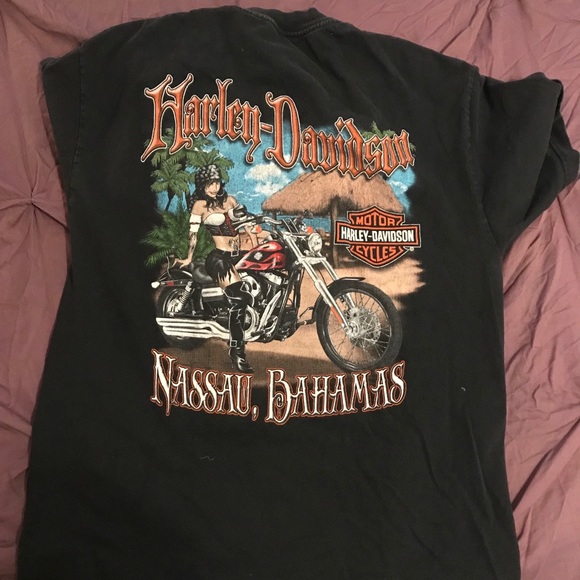 Harley-Davidson
MOTOR
HARLEY-DAVIDSON
CYCLES
NASSAU, BAHAMAS